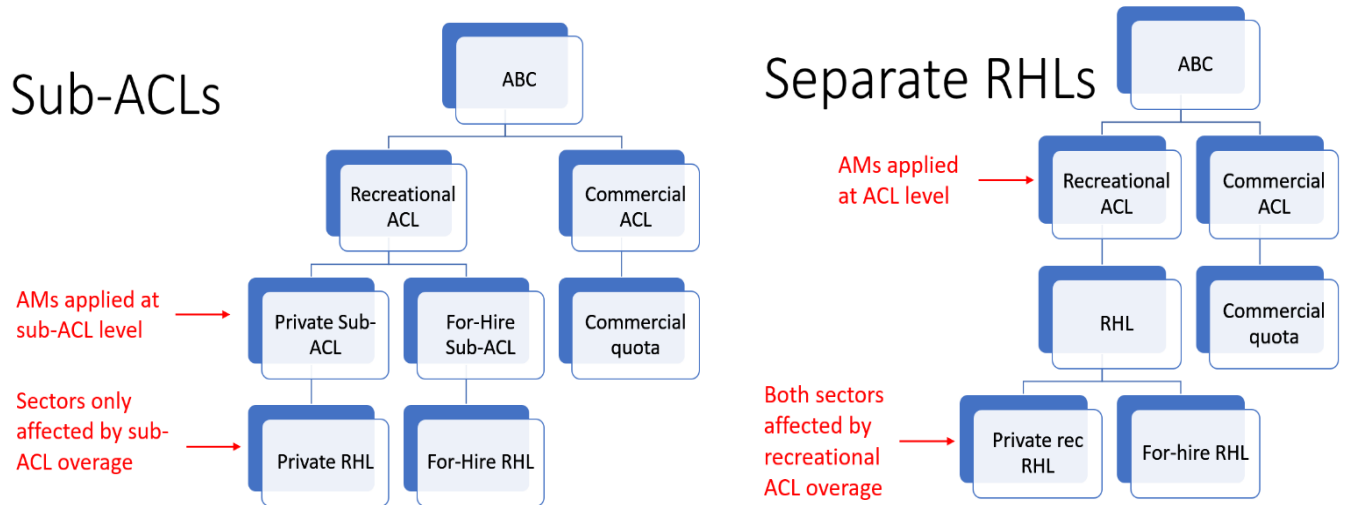 Sub-ACLs
ABC
Recreational
ACL
Commercial
ACL
AMs applied at
sub-ACL level
Private Sub-
ACL
For-Hire
Sub-ACL
Commercial
quota
Sectors only
affected by sub-
ACL overage
Private RHL
For-Hire RHL
Separate RHLs
ABC
AMs applied
at ACL level
Recreational
ACL
Commercial
ACL
RHL
Commercial
quota
Both sectors
affected by
recreational
ACL overage
Private rec
RHL
For-hire RHL